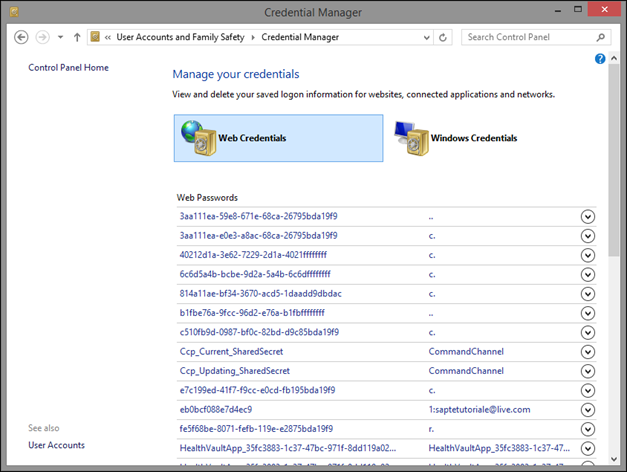 Credential Manager
« User Accounts and Family Safety ▸ Credential Manager
Search Control Panel
Control Panel Home
Manage your credentials
View and delete your saved logon information for websites, connected applications and networks.
Web Credentials
Windows Credentials
Web Passwords
3aa111ea-59e8-671e-68ca-26795bda19f9 ..
3aa111ea-e0e3-a8ac-68ca-26795bda19f9 c.
40212d1a-3e62-7229-2d1a-4021ffffffff c.
6c6d5a4b-bcbe-9d2a-5a4b-6c6dffffffff c.
814a11ae-bf34-3670-acd5-1daadd9dbdac c.
b1fbe76a-9fcc-96d2-e76a-b1fbffffffff ..
c510fb9d-0987-bf0c-82bd-d9c85bda19f9 c.
Ccp_Current_SharedSecret CommandChannel
Ccp_Updating_SharedSecret CommandChannel
e7c199ed-41f7-f9cc-e0cd-fb195bda19f9 c.
eb0bcf088e7d4ec9 1:saptetutoriale@live.com
fe5f68be-8071-fefb-119e-e2875bda19f9 r.
HealthVaultApp_35fc3883-1c37-47bc-971f-8dd119a02... HealthVaultApp_35fc3883-1c37-47bc-971f-8d...
See also
User Accounts